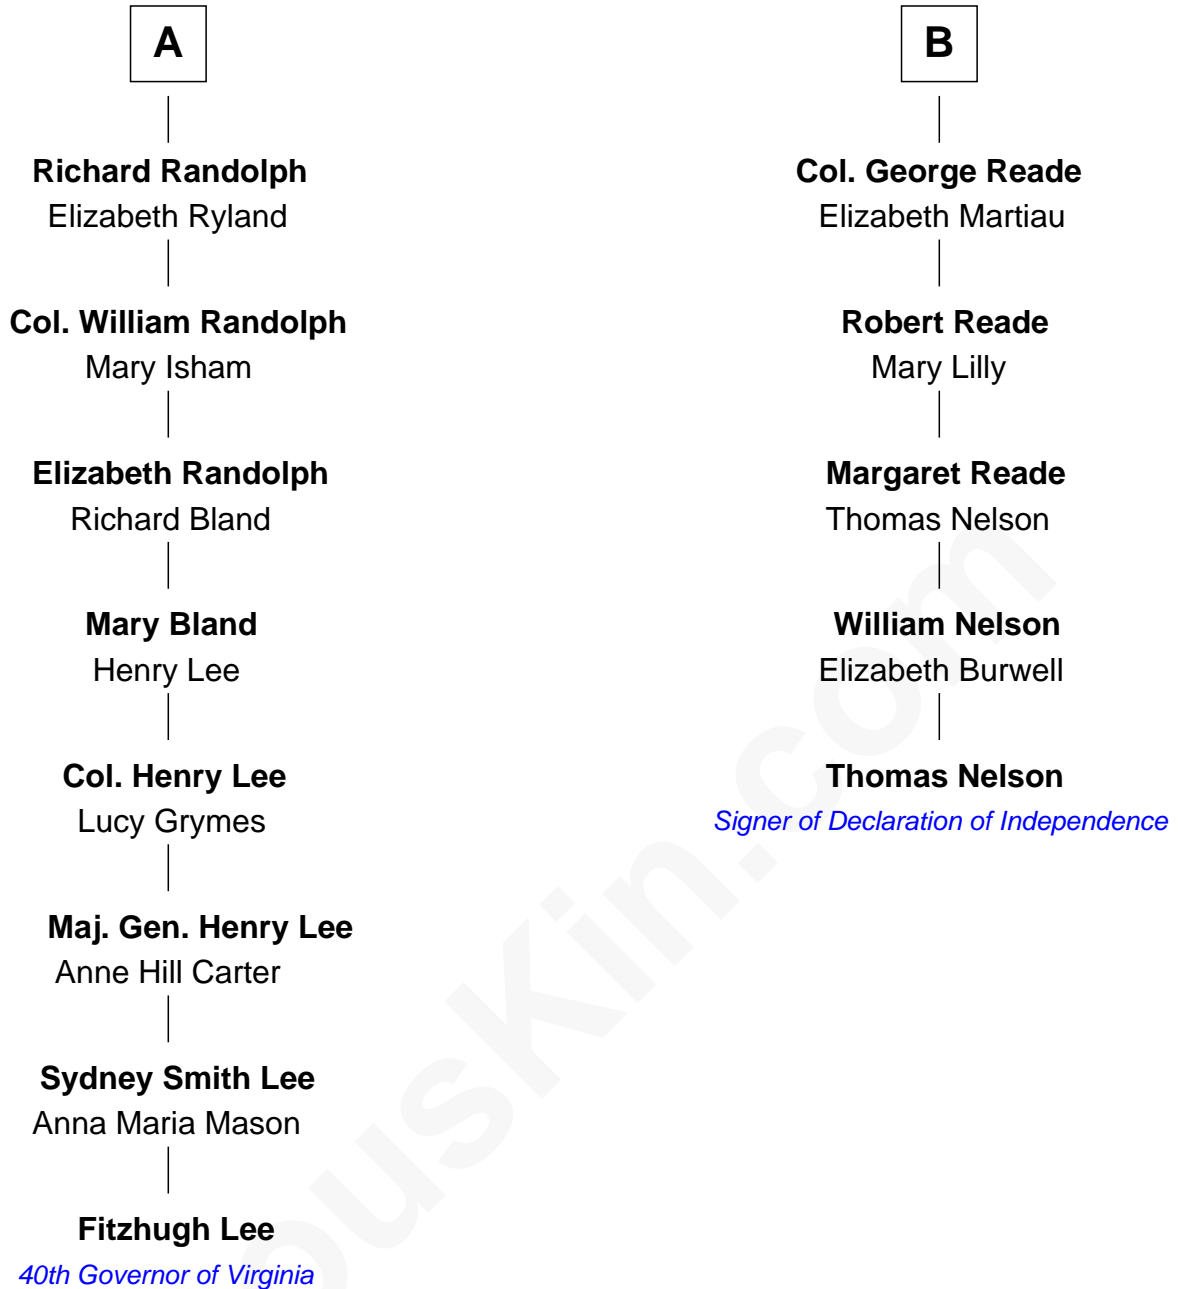 A
Richard Randolph
Elizabeth Ryland
Col. William Randolph
Mary Isham
Elizabeth Randolph
Richard Bland
Mary Bland
Henry Lee
Col. Henry Lee
Lucy Grymes
Maj. Gen. Henry Lee
Anne Hill Carter
Sydney Smith Lee
Anna Maria Mason
Fitzhugh Lee
40th Governor of Virginia
B
Col. George Reade
Elizabeth Martiau
Robert Reade
Mary Lilly
Margaret Reade
Thomas Nelson
William Nelson
Elizabeth Burwell
Thomas Nelson
Signer of Declaration of Independence
ousKin.com